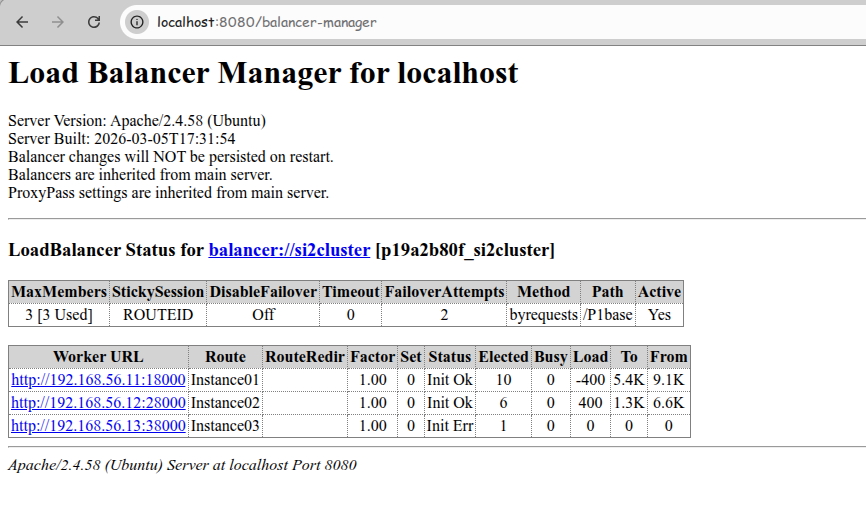 localhost:8080/balancer-manager
Load Balancer Manager for localhost
Server Version: Apache/2.4.58 (Ubuntu)
Server Built: 2026-03-05T17:31:54
Balancer changes will NOT be persisted on restart.
Balancers are inherited from main server.
ProxyPass settings are inherited from main server.
LoadBalancer Status for balancer://si2cluster [p19a2b80f_si2cluster]
MaxMembers StickySession DisableFailover Timeout FailoverAttempts Method Path Active
3 [3 Used] ROUTEID Off 0 2 byrequests /P1base Yes
Worker URL Route RouteRedir Factor Set Status Elected Busy Load To From
http://192.168.56.11:18000 Instance01 1.00 0 Init Ok 10 0 -400 5.4K 9.1K
http://192.168.56.12:28000 Instance02 1.00 0 Init Ok 6 0 400 1.3K 6.6K
http://192.168.56.13:38000 Instance03 1.00 0 Init Err 1 0 0 0 0
Apache/2.4.58 (Ubuntu) Server at localhost Port 8080